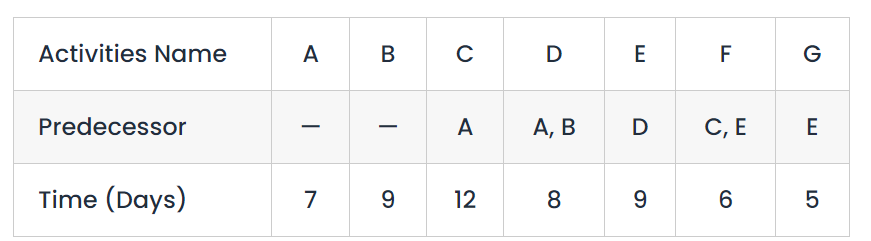 Activities Name A B C D E F G
Predecessor — — A A, B D C, E E
Time (Days) 7 9 12 8 9 6 5